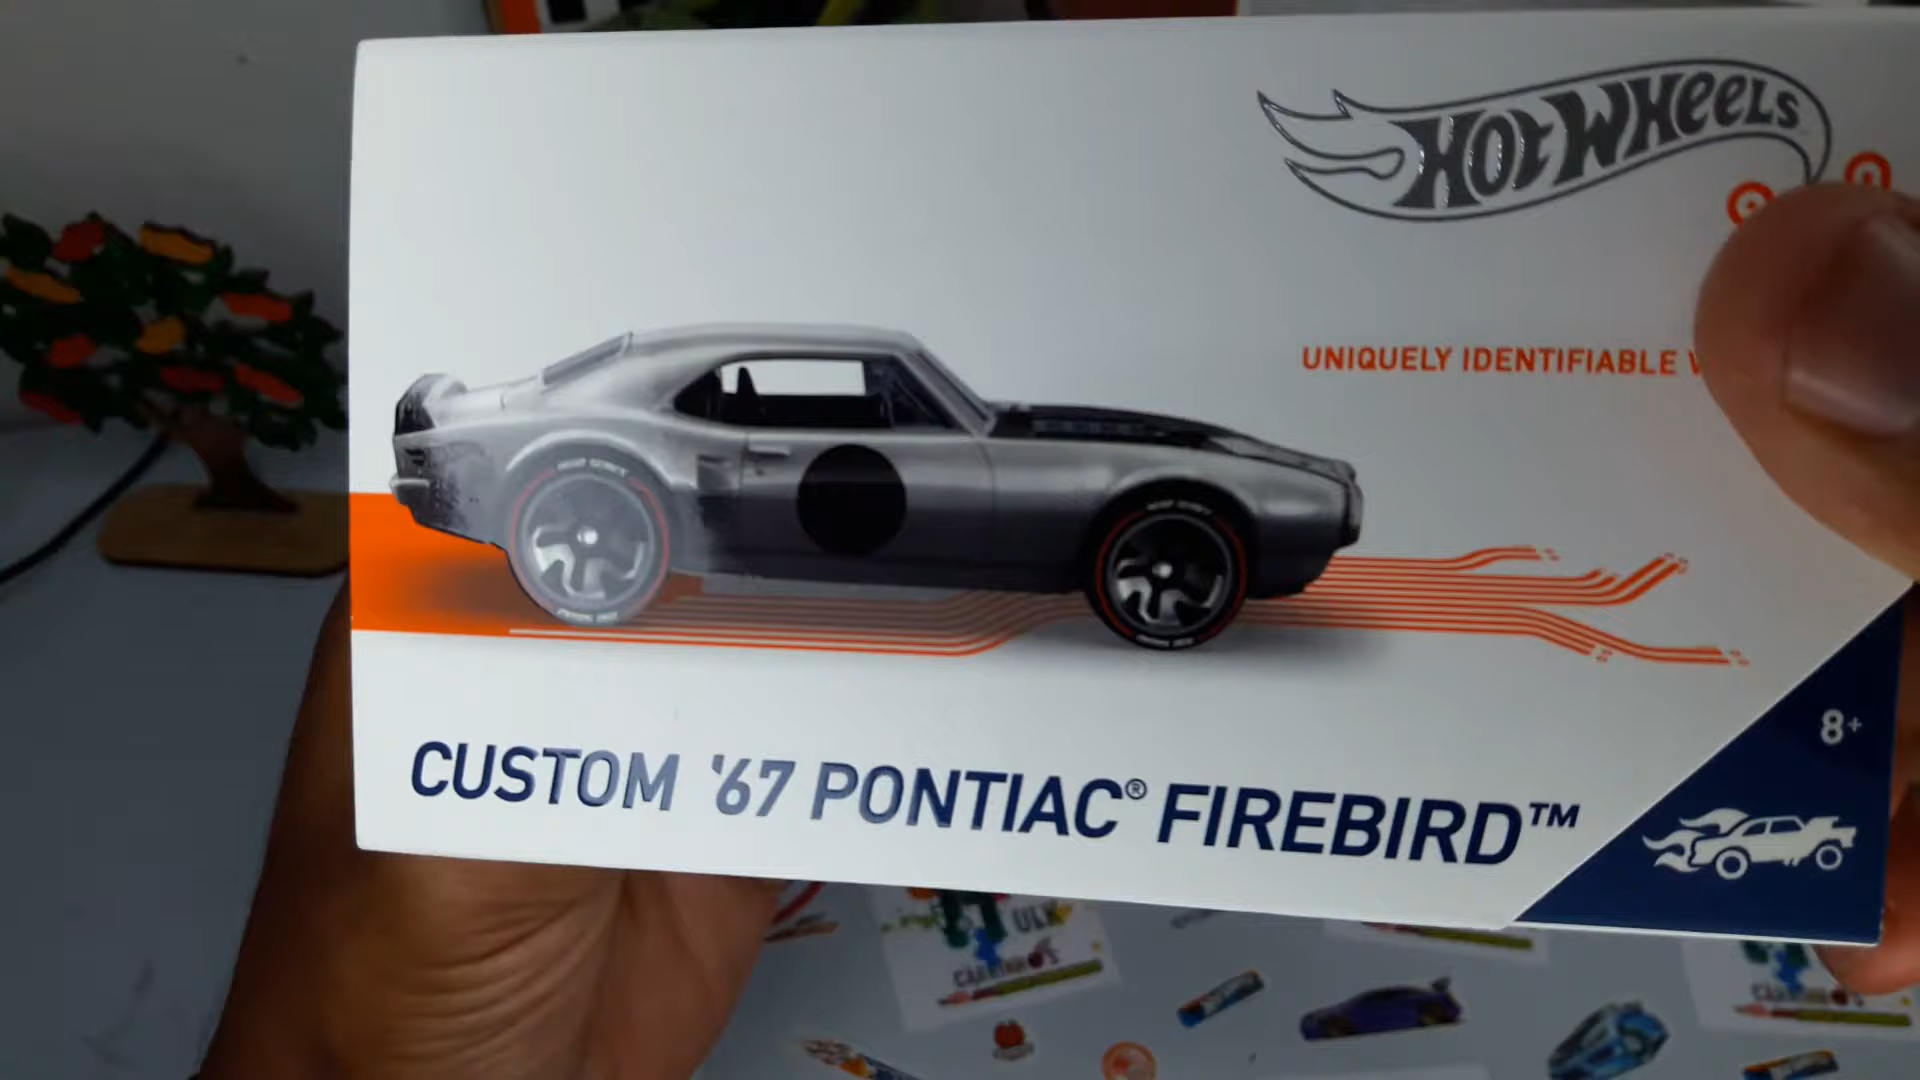 HOT WHEELS
UNIQUELY IDENTIFIABLE
CUSTOM '67 PONTIAC® FIREBIRD™
8+